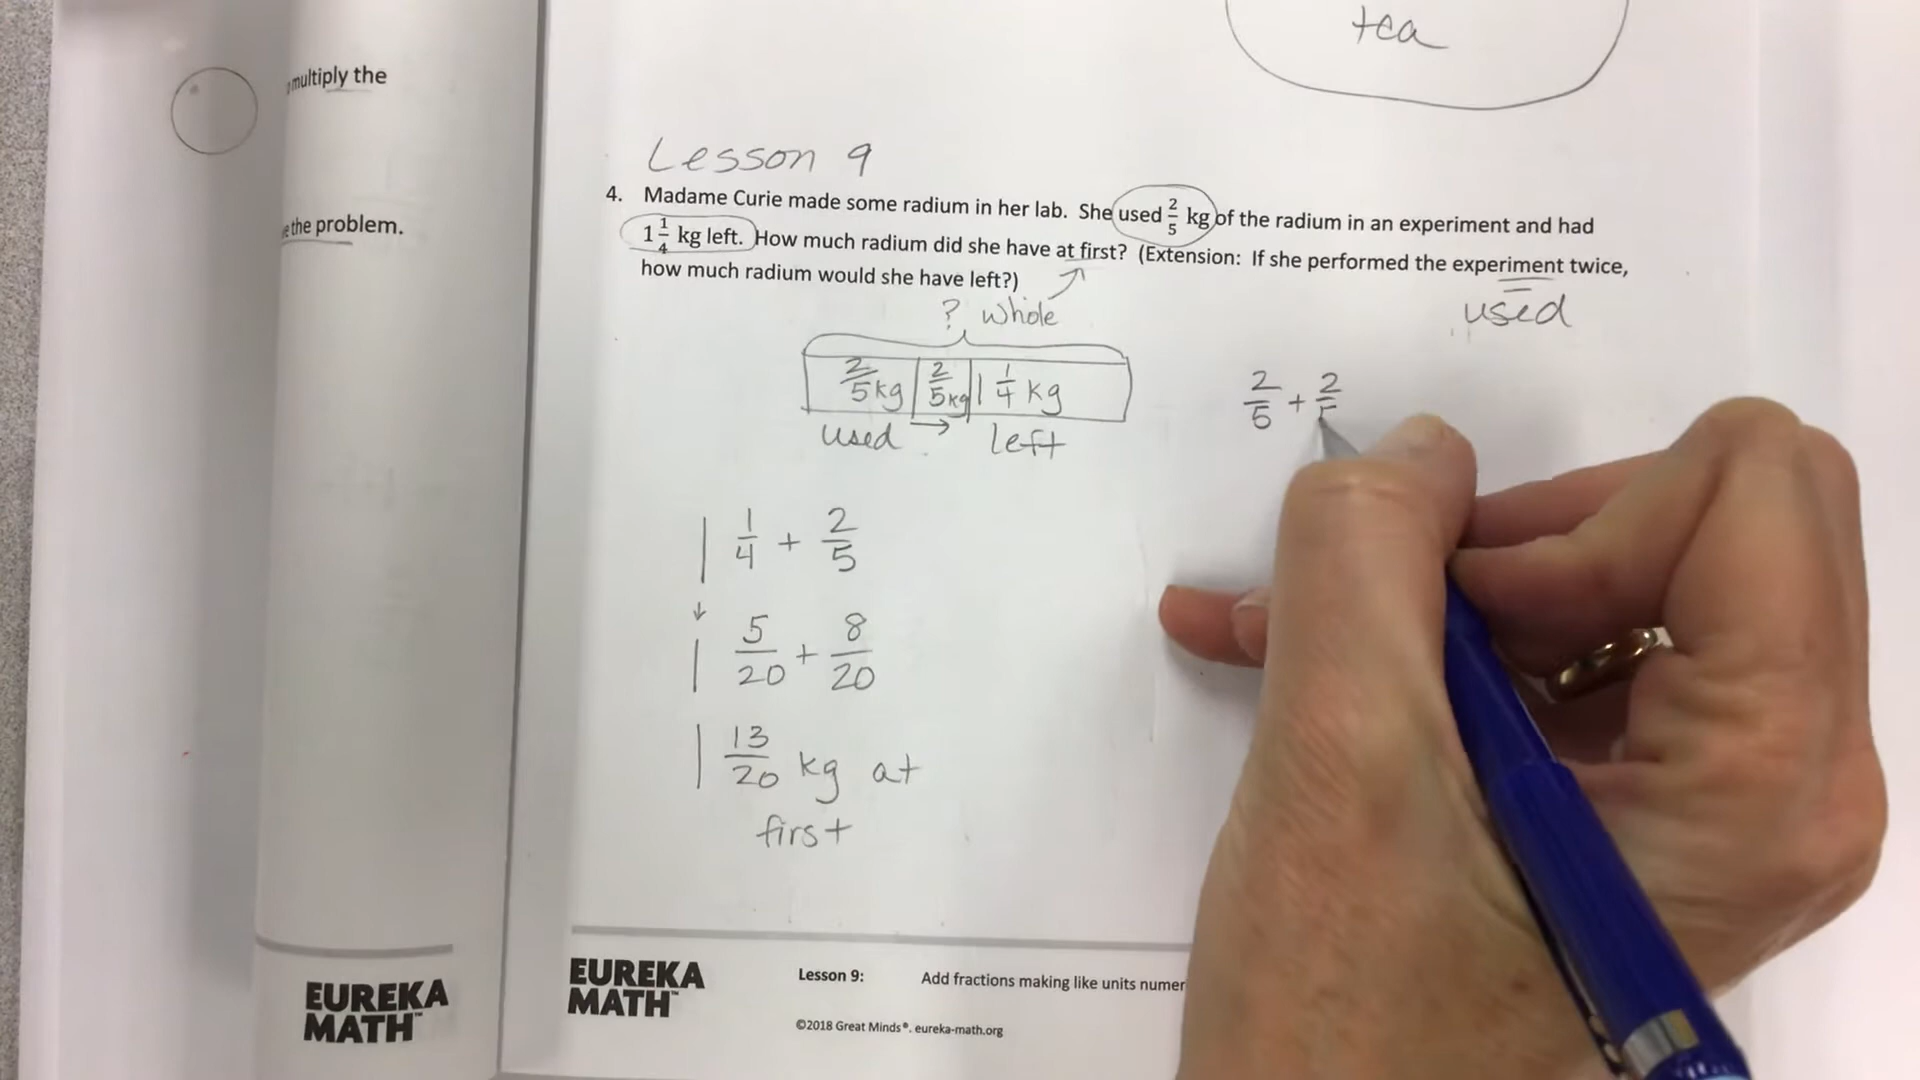 tea
multiply the
Lesson 9
4. Madame Curie made some radium in her lab. She used 2/5 kg of the radium in an experiment and had
1 1/4 kg left. How much radium did she have at first? (Extension: If she performed the experiment twice,
how much radium would she have left?)
the problem.
? whole
used
2/5 kg 2/5 kg 1 1/4 kg
used left
2/5 + 2/5
1 1/4 + 2/5
1 5/20 + 8/20
1 13/20 kg at
first
EUREKA
MATH™
EUREKA
MATH™
Lesson 9: Add fractions making like units numer
©2018 Great Minds®. eureka-math.org